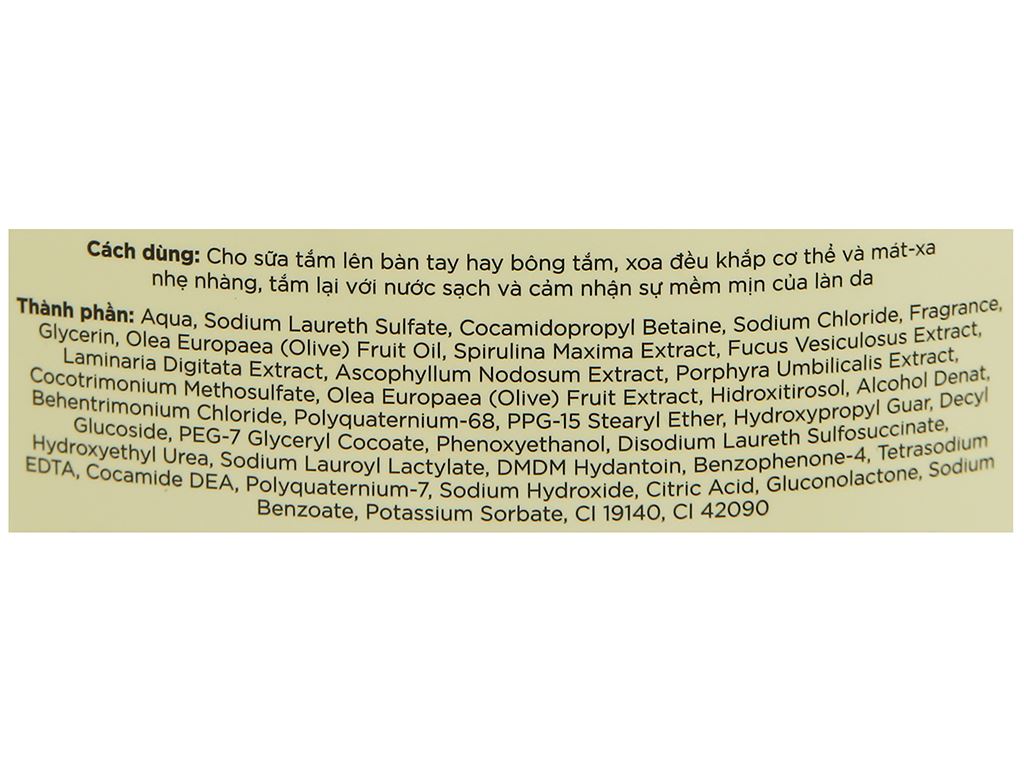 Cách dùng: Cho sữa tắm lên bàn tay hay bông tắm, xoa đều khắp cơ thể và mát-xa
nhẹ nhàng, tắm lại với nước sạch và cảm nhận sự mềm mịn của làn da
Thành phần: Aqua, Sodium Laureth Sulfate, Cocamidopropyl Betaine, Sodium Chloride, Fragrance,
Glycerin, Olea Europaea (Olive) Fruit Oil, Spirulina Maxima Extract, Fucus Vesiculosus Extract,
Laminaria Digitata Extract, Ascophyllum Nodosum Extract, Porphyra Umbilicalis Extract,
Cocotrimonium Methosulfate, Olea Europaea (Olive) Fruit Extract, Hidroxitirosol, Alcohol Denat,
Behentrimonium Chloride, Polyquaternium-68, PPG-15 Stearyl Ether, Hydroxypropyl Guar, Decyl
Glucoside, PEG-7 Glyceryl Cocoate, Phenoxyethanol, Disodium Laureth Sulfosuccinate,
Hydroxyethyl Urea, Sodium Lauroyl Lactylate, DMDM Hydantoin, Benzophenone-4, Tetrasodium
EDTA, Cocamide DEA, Polyquaternium-7, Sodium Hydroxide, Citric Acid, Gluconolactone, Sodium
Benzoate, Potassium Sorbate, CI 19140, CI 42090